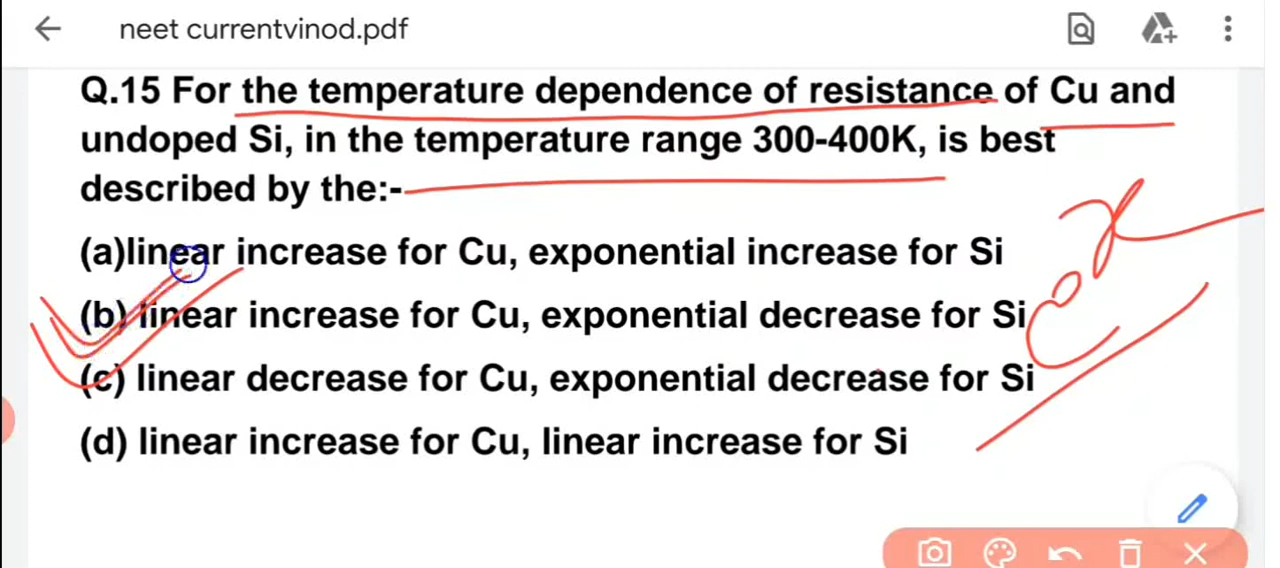 neet currentvinod.pdf
Q.15 For the temperature dependence of resistance of Cu and
undoped Si, in the temperature range 300-400K, is best
described by the:-
(a)linear increase for Cu, exponential increase for Si
(b) linear increase for Cu, exponential decrease for Si
(c) linear decrease for Cu, exponential decrease for Si
(d) linear increase for Cu, linear increase for Si